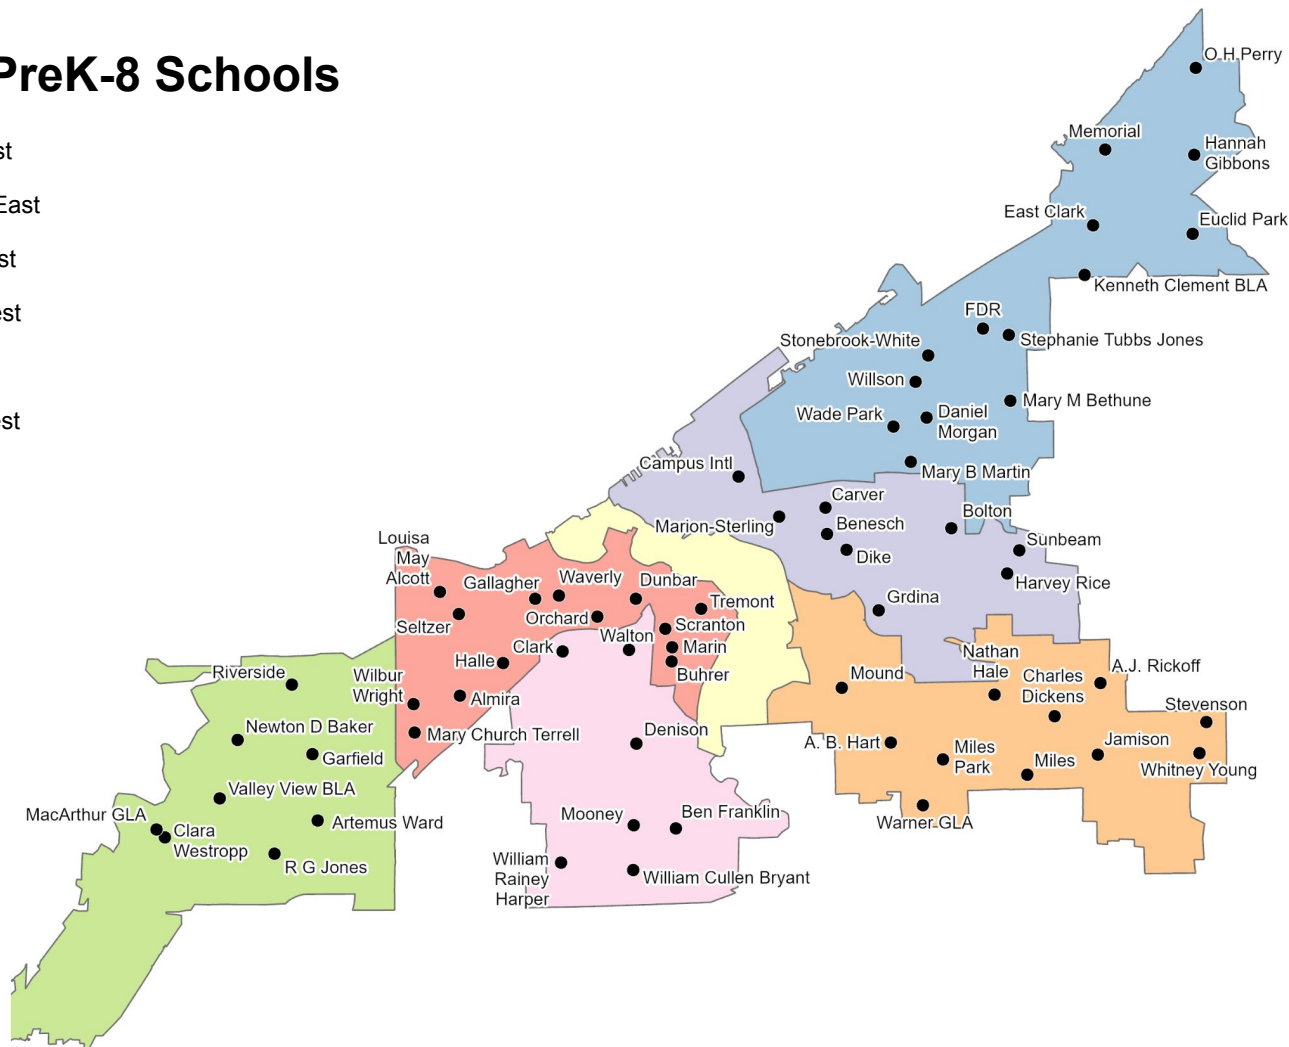 PreK-8 Schools
st
East
st
est
est
O H Perry
Memorial
Hannah
Gibbons
East Clark
Euclid Park
Kenneth Clement BLA
FDR
Stephanie Tubbs Jones
Stonebrook-White
Willson
Mary M Bethune
Wade Park
Daniel
Morgan
Campus Intl
Mary B Martin
Carver
Marion-Sterling
Benesch
Bolton
Dike
Sunbeam
Harvey Rice
Grdina
Louisa
May
Alcott
Gallagher
Waverly
Dunbar
Tremont
Seltzer
Orchard
Scranton
Walton
Clark
Marin
Halle
Buhrer
Wilbur
Wright
Almira
Mary Church Terrell
Denison
Riverside
Newton D Baker
Garfield
Valley View BLA
MacArthur GLA
Clara
Westropp
Artemus Ward
R G Jones
Mooney
Ben Franklin
William
Rainey
Harper
William Cullen Bryant
Mound
Nathan
Hale
Charles
Dickens
A.J. Rickoff
Stevenson
A. B. Hart
Miles
Park
Miles
Jamison
Whitney Young
Warner GLA